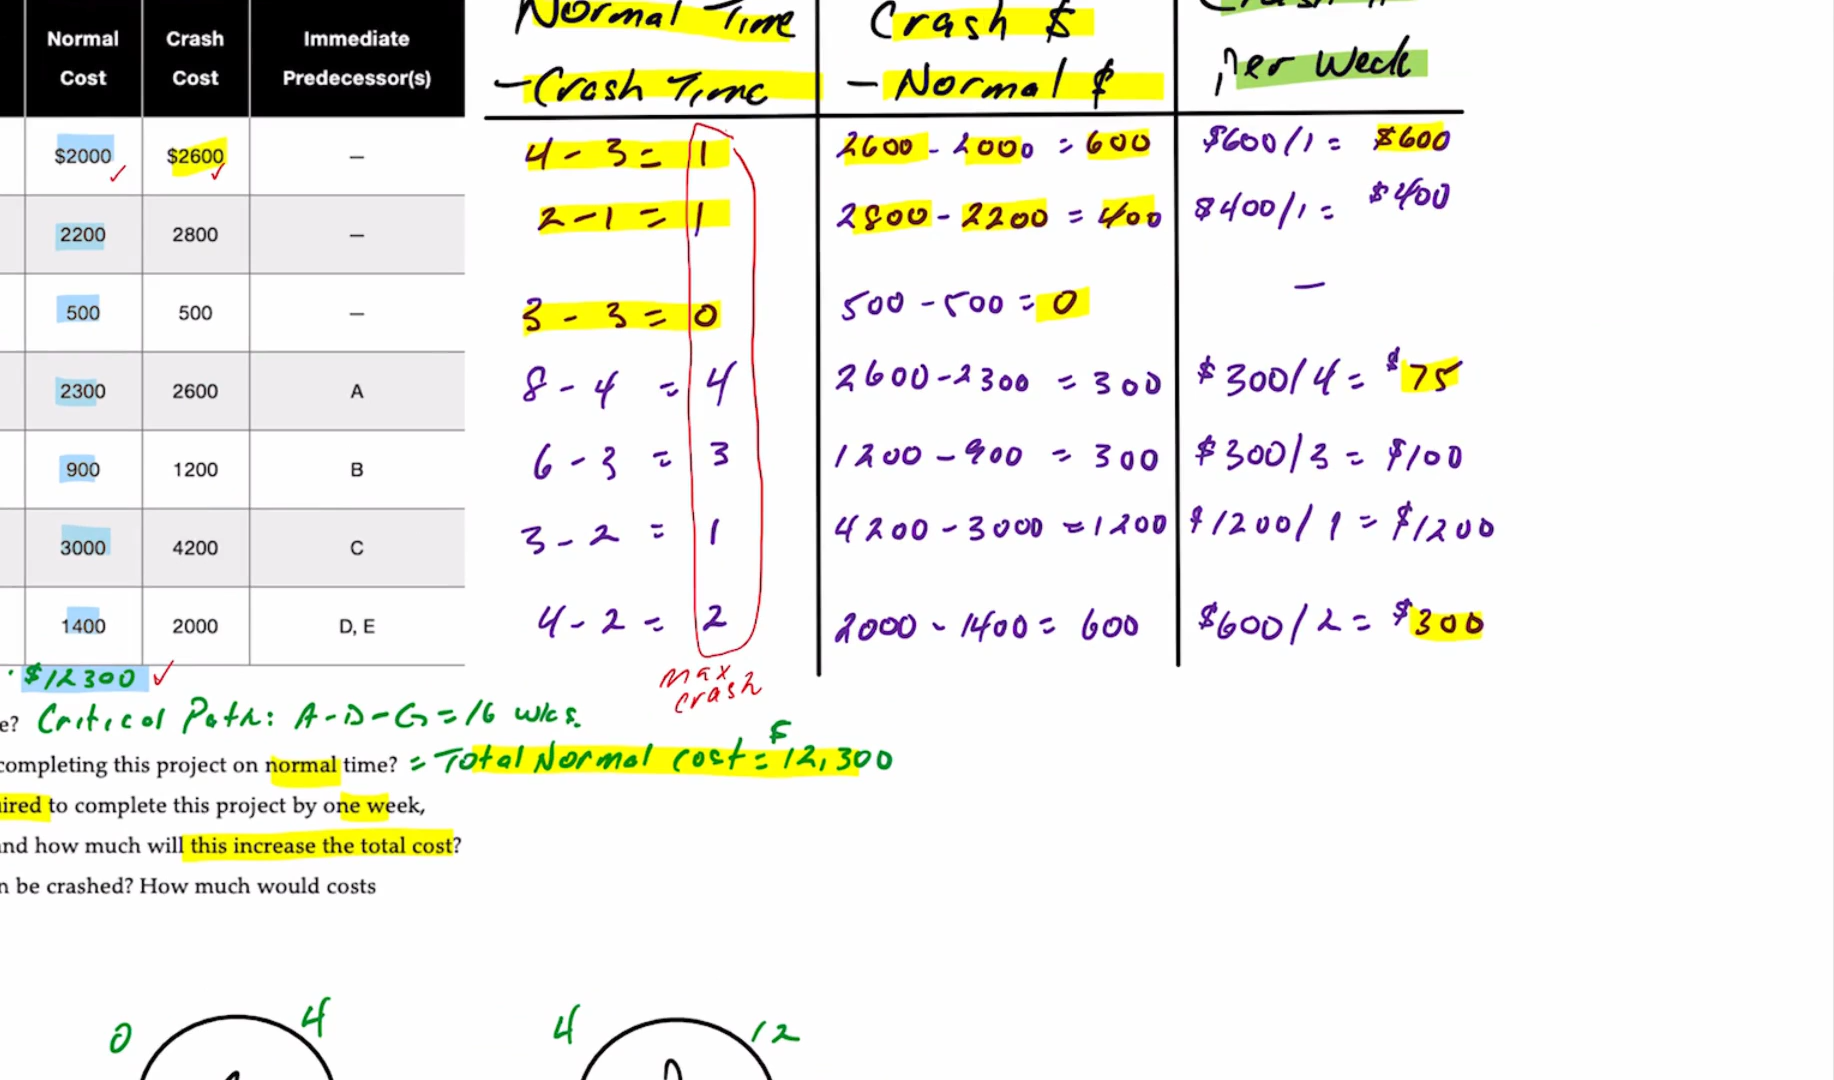 Normal Time
- Crash Time
Crash $
- Normal $
Per Week
Normal Cost
Crash Cost
Immediate Predecessor(s)
$2000 $2600 – 4 - 3 = 1 2600 - 2000 = 600 $600/1 = $600
2200 2800 – 2 - 1 = 1 2800 - 2200 = 400 $400/1 = $400
500 500 – 3 - 3 = 0 500 - 500 = 0 –
2300 2600 A 8 - 4 = 4 2600 - 2300 = 300 $300/4 = $75
900 1200 B 6 - 3 = 3 1200 - 900 = 300 $300/3 = $100
3000 4200 C 3 - 2 = 1 4200 - 3000 = 1200 $1200/1 = $1200
1400 2000 D, E 4 - 2 = 2 2000 - 1400 = 600 $600/2 = $300
$12300
max
crash
e? Critical Path: A-D-G = 16 wks.
completing this project on normal time? = Total Normal cost = $12,300
ired to complete this project by one week,
nd how much will this increase the total cost?
n be crashed? How much would costs
0 4 4 12